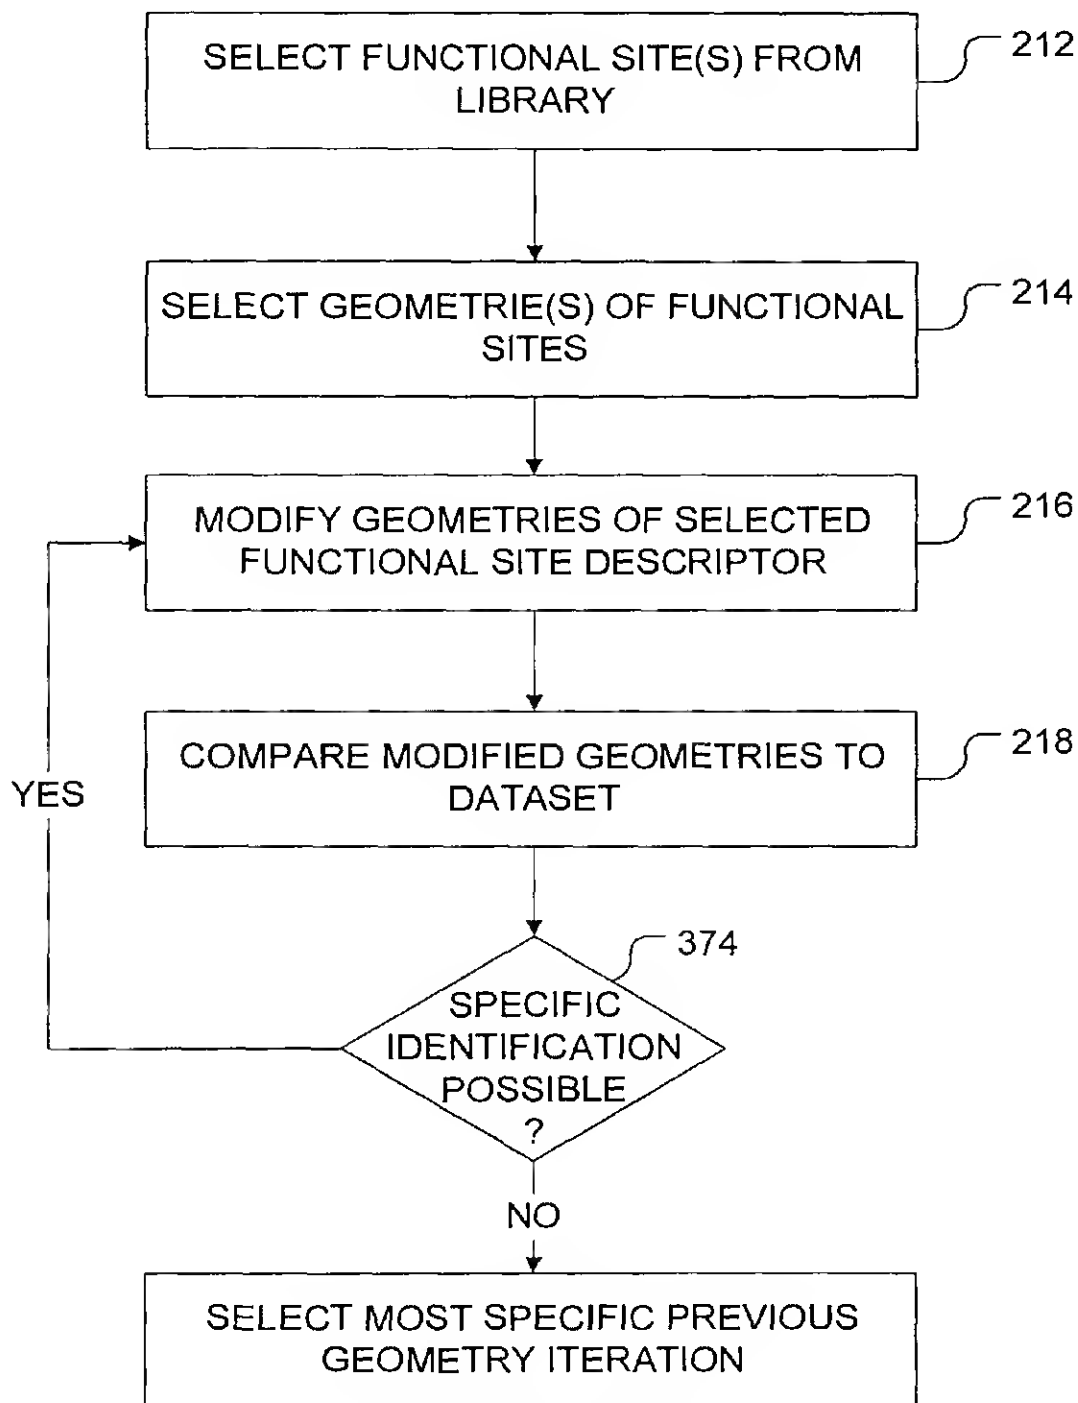 SELECT FUNCTIONAL SITE(S) FROM
LIBRARY
212
SELECT GEOMETRIE(S) OF FUNCTIONAL
SITES
214
MODIFY GEOMETRIES OF SELECTED
FUNCTIONAL SITE DESCRIPTOR
216
COMPARE MODIFIED GEOMETRIES TO
DATASET
218
YES
374
SPECIFIC
IDENTIFICATION
POSSIBLE
?
NO
SELECT MOST SPECIFIC PREVIOUS
GEOMETRY ITERATION